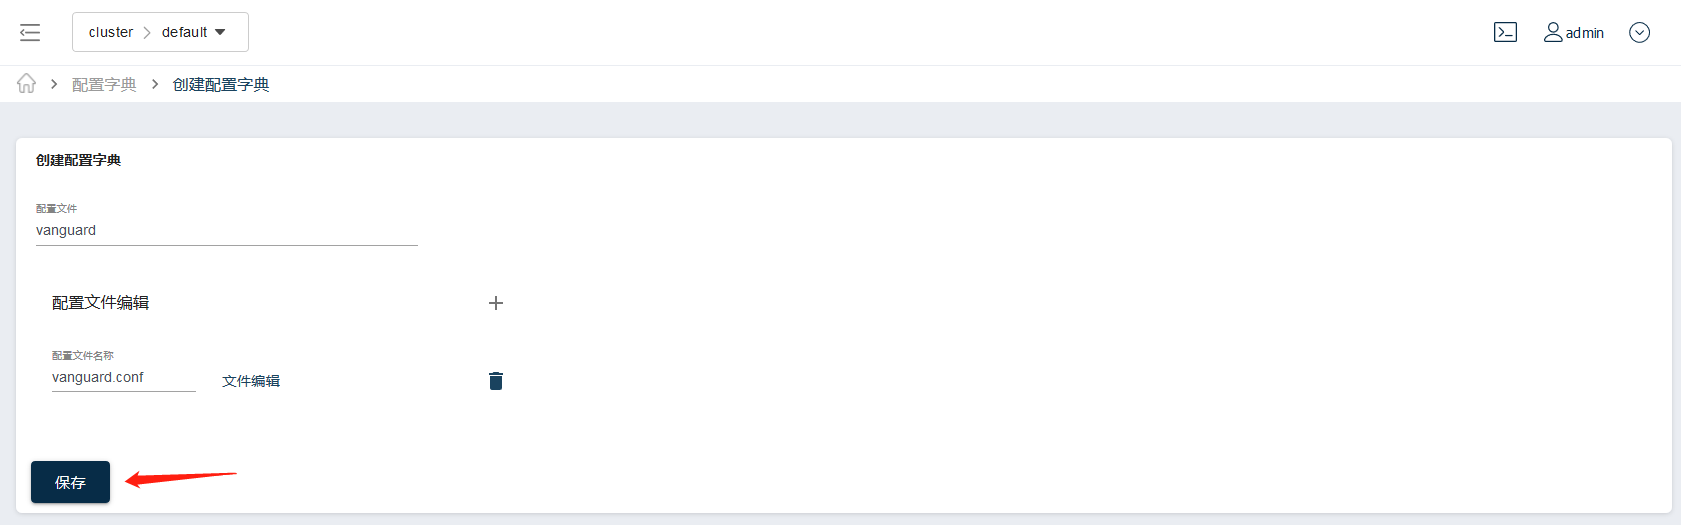 cluster default
admin
配置字典 创建配置字典
创建配置字典
配置文件
vanguard
配置文件编辑
配置文件名称
vanguard.conf
文件编辑
保存